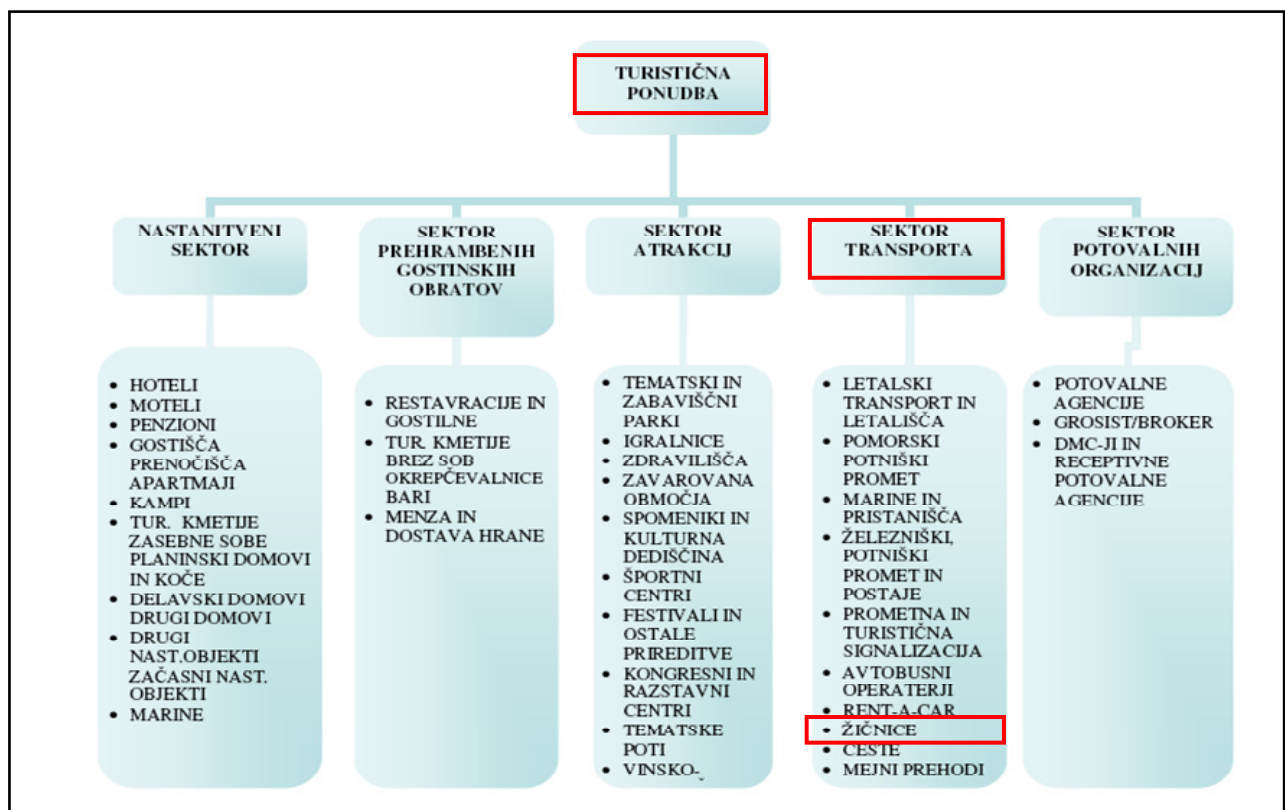 TURISTIČNA
PONUDBA
NASTANITVENI
SEKTOR
SEKTOR
PREHRAMBENIH
GOSTINSKIH
OBRATOV
SEKTOR
ATRAKCIJ
SEKTOR
TRANSPORTA
SEKTOR
POTOVALNIH
ORGANIZACIJ
• HOTELI
• MOTELI
• PENZIONI
• GOSTIŠČA
PRENOČIŠČA
APARTMAJI
• KAMPI
• TUR. KMETIJE
ZASEBNE SOBE
PLANINSKI DOMOVI
IN KOČE
• DELAVSKI DOMOVI
DRUGI DOMOVI
• DRUGI
NAST.OBJEKTI
ZAČASNI NAST.
OBJEKTI
• MARINE
• RESTAVRACIJE IN
GOSTILNE
• TUR. KMETIJE
BREZ SOB
OKREPČEVALNICE
BARI
• MENZA IN
DOSTAVA HRANE
• TEMATSKI IN
ZABAVIŠČNI
PARKI
• IGRALNICE
• ZDRAVILIŠČA
• ZAVAROVANA
OBMOČJA
• SPOMENIKI IN
KULTURNA
DEDIŠČINA
• ŠPORTNI
CENTRI
• FESTIVALI IN
OSTALE
PRIREDITVE
• KONGRESNI IN
RAZSTAVNI
CENTRI
• TEMATSKE
POTI
• VINSKO-
• LETALSKI
TRANSPORT IN
LETALIŠČA
• POMORSKI
POTNIŠKI
PROMET
• MARINE IN
PRISTANIŠČA
• ŽELEZNIŠKI,
POTNIŠKI
PROMET IN
POSTAJE
• PROMETNA IN
TURISTIČNA
SIGNALIZACIJA
• AVTOBUSNI
OPERATERJI
• RENT-A-CAR
• ŽIČNICE
• CESTE
• MEJNI PREHODI
• POTOVALNE
AGENCIJE
• GROSIST/BROKER
• DMC-JI IN
RECEPTIVNE
POTOVALNE
AGENCIJE